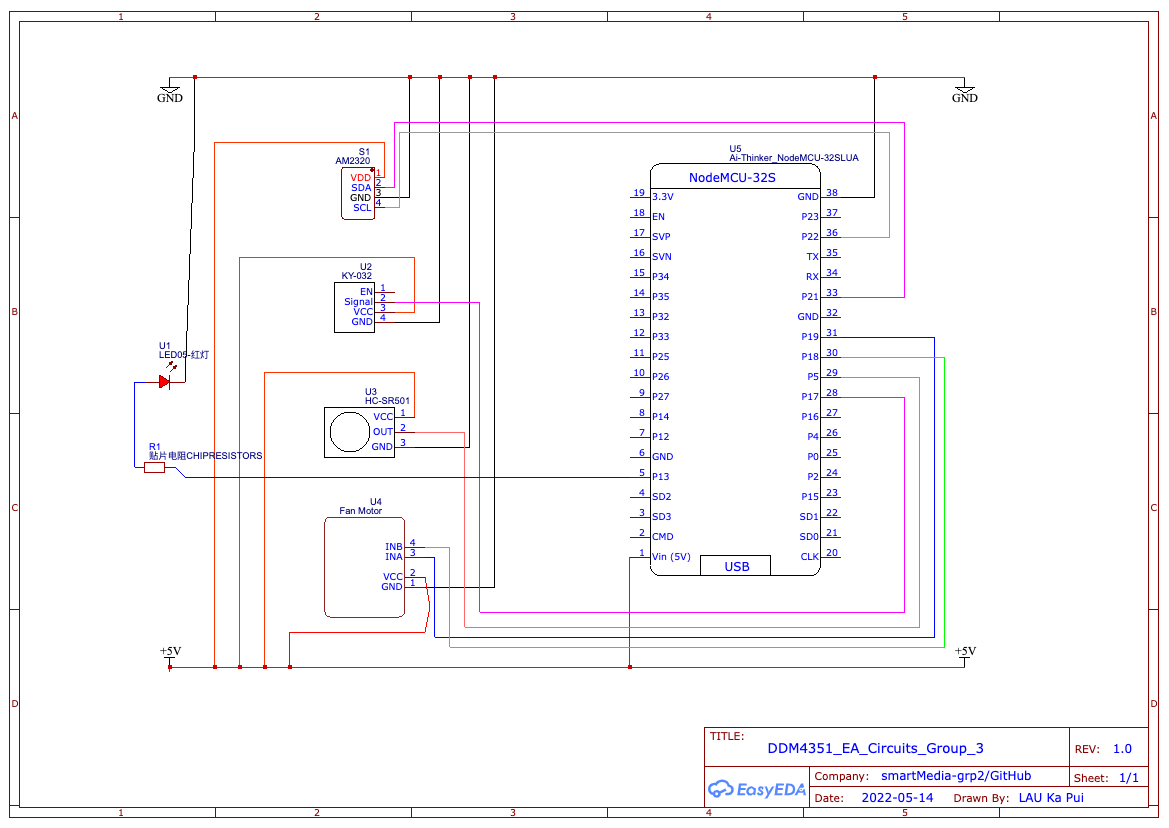 1 2 3 4 5
A A
B B
C C
D D
GND GND
S1
AM2320
VDD 1
SDA 2
GND 3
SCL 4
U2
KY-032
EN 1
Signal 2
VCC 3
GND 4
U1
LED05-红灯
U3
HC-SR501
VCC 1
OUT 2
GND 3
R1
贴片电阻CHIPRESISTORS
U4
Fan Motor
INB 4
INA 3
VCC 2
GND 1
U5
Ai-Thinker_NodeMCU-32SLUA
NodeMCU-32S
19 3.3V GND 38
18 EN P23 37
17 SVP P22 36
16 SVN TX 35
15 P34 RX 34
14 P35 P21 33
13 P32 GND 32
12 P33 P19 31
11 P25 P18 30
10 P26 P5 29
9 P27 P17 28
8 P14 P16 27
7 P12 P4 26
6 GND P0 25
5 P13 P2 24
4 SD2 P15 23
3 SD3 SD1 22
2 CMD SD0 21
1 Vin (5V) CLK 20
USB
+5V +5V
TITLE:
DDM4351_EA_Circuits_Group_3
REV: 1.0
EasyEDA
Company: smartMedia-grp2/GitHub
Sheet: 1/1
Date: 2022-05-14 Drawn By: LAU Ka Pui
1 2 3 4 5